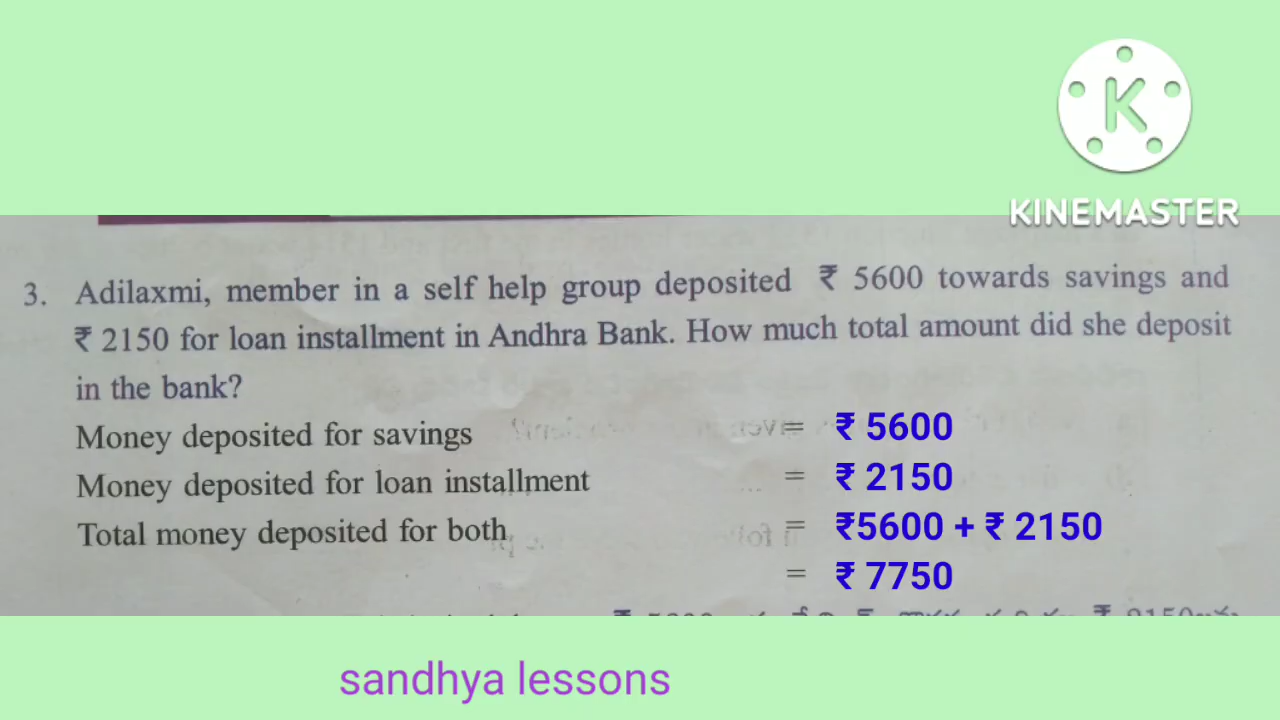 KINEMASTER
3. Adilaxmi, member in a self help group deposited ₹ 5600 towards savings and
₹ 2150 for loan installment in Andhra Bank. How much total amount did she deposit
in the bank?
Money deposited for savings = ₹ 5600
Money deposited for loan installment = ₹ 2150
Total money deposited for both = ₹5600 + ₹ 2150
= ₹ 7750
sandhya lessons